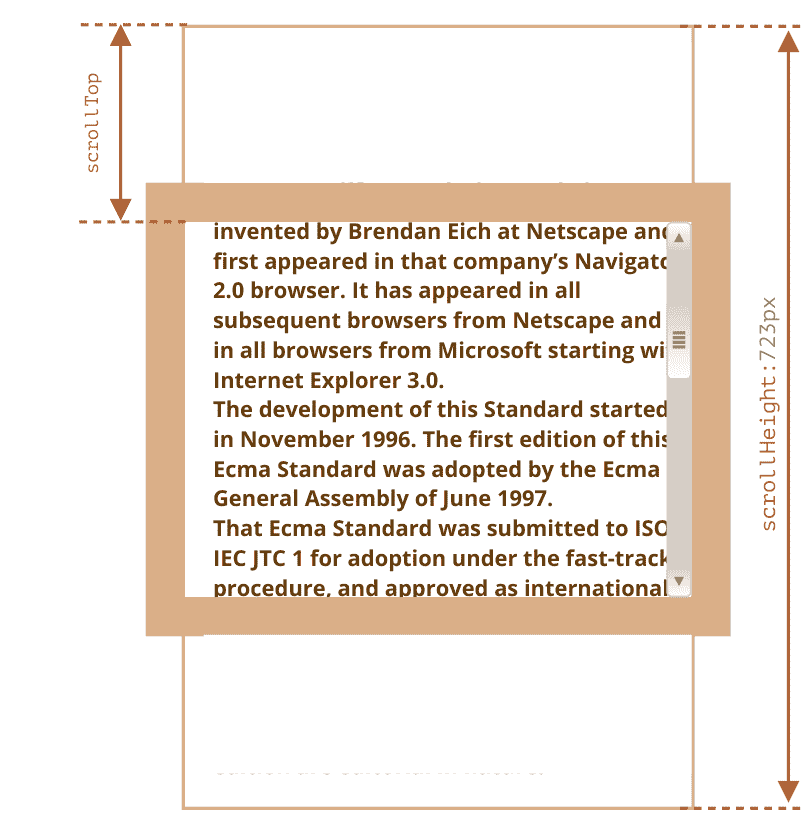 scrollTop
invented by Brendan Eich at Netscape and
first appeared in that company’s Navigato
2.0 browser. It has appeared in all
subsequent browsers from Netscape and
in all browsers from Microsoft starting wi
Internet Explorer 3.0.
The development of this Standard started
in November 1996. The first edition of this
Ecma Standard was adopted by the Ecma
General Assembly of June 1997.
That Ecma Standard was submitted to ISO
IEC JTC 1 for adoption under the fast-track
procedure, and approved as international
scrollHeight:723px